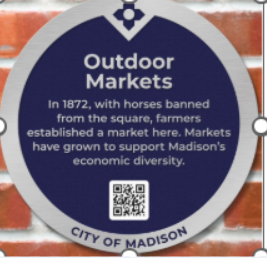 Outdoor
Markets
In 1872, with horses banned
from the square, farmers
established a market here. Markets
have grown to support Madison's
economic diversity.
CITY OF MADISON